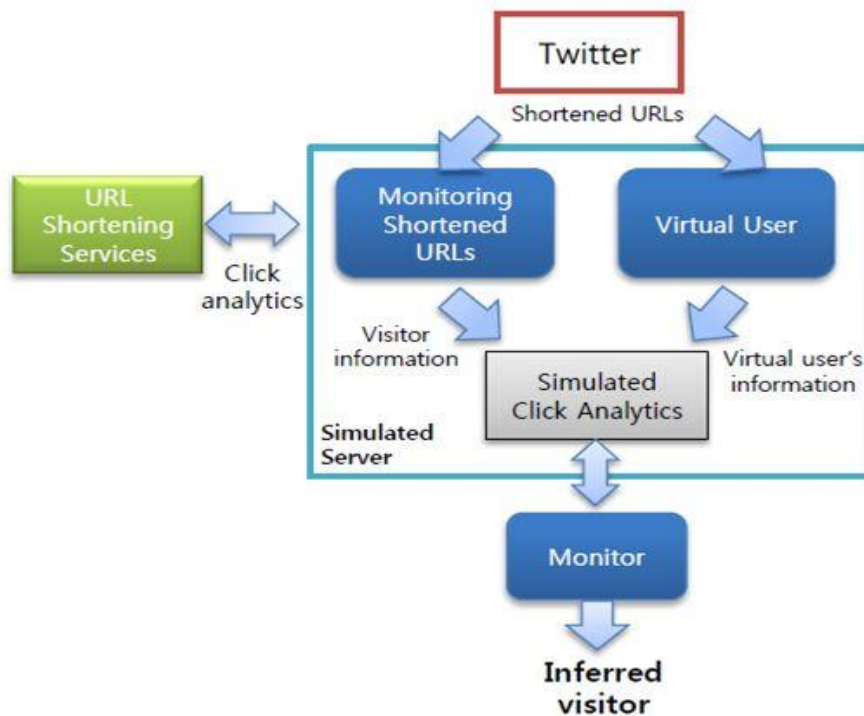 Twitter
Shortened URLs
URL
Shortening
Services
Click
analytics
Monitoring
Shortened
URLs
Virtual User
Visitor
information
Virtual user's
information
Simulated
Click Analytics
Simulated
Server
Monitor
Inferred
visitor